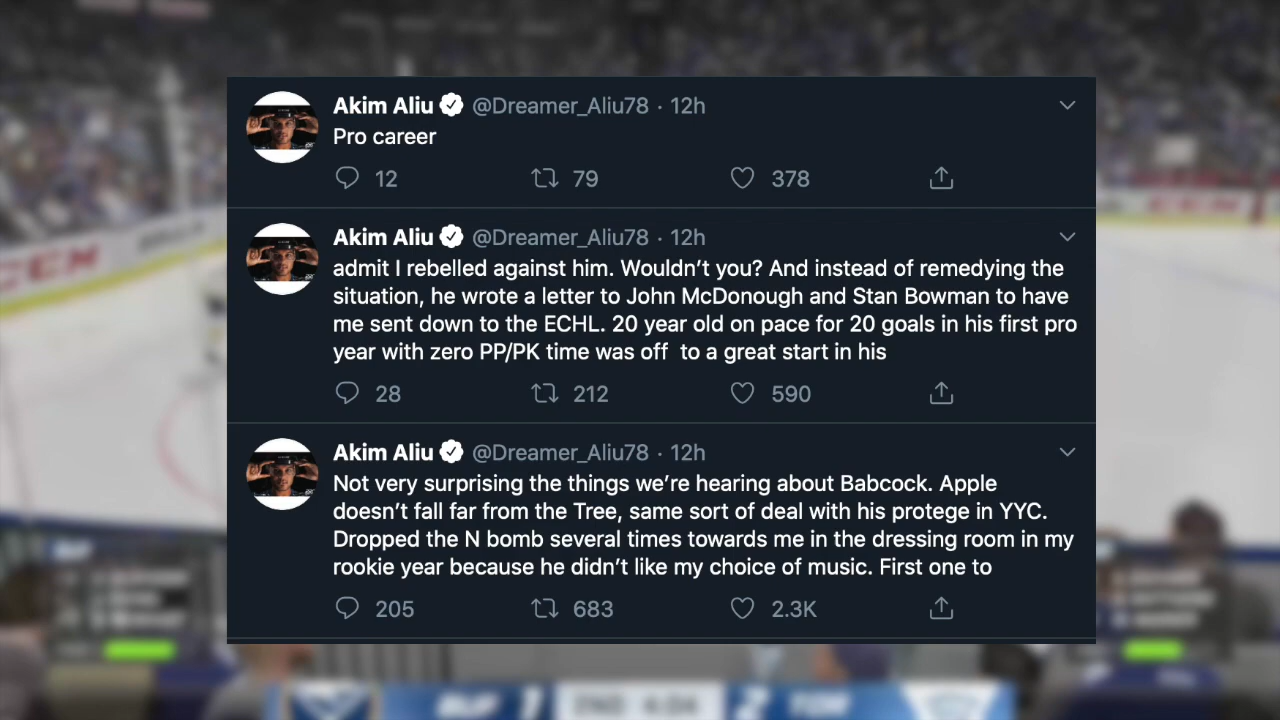 Akim Aliu @Dreamer_Aliu78 · 12h
Pro career
12 79 378
Akim Aliu @Dreamer_Aliu78 · 12h
admit I rebelled against him. Wouldn’t you? And instead of remedying the
situation, he wrote a letter to John McDonough and Stan Bowman to have
me sent down to the ECHL. 20 year old on pace for 20 goals in his first pro
year with zero PP/PK time was off  to a great start in his
28 212 590
Akim Aliu @Dreamer_Aliu78 · 12h
Not very surprising the things we’re hearing about Babcock. Apple
doesn’t fall far from the Tree, same sort of deal with his protege in YYC.
Dropped the N bomb several times towards me in the dressing room in my
rookie year because he didn’t like my choice of music. First one to
205 683 2.3K
CCM
BUF 1 2ND 2 TOR